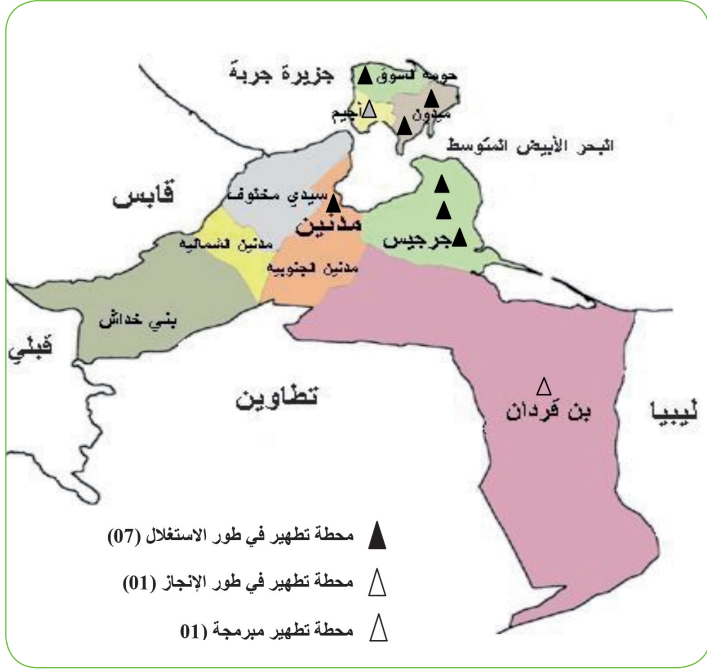 جزيرة جربة
حومة السوق
أجيم
ميدون
البحر الأبيض المتوسط
قابس
سيدي مخلوف
مدنين
جرجيس
مدنين الشمالية
مدنين الجنوبية
بني خداش
قبلي
تطاوين
بن قردان
ليبيا
محطة تطهير في طور الاستغلال (07)
محطة تطهير في طور الإنجاز (01)
محطة تطهير مبرمجة (01